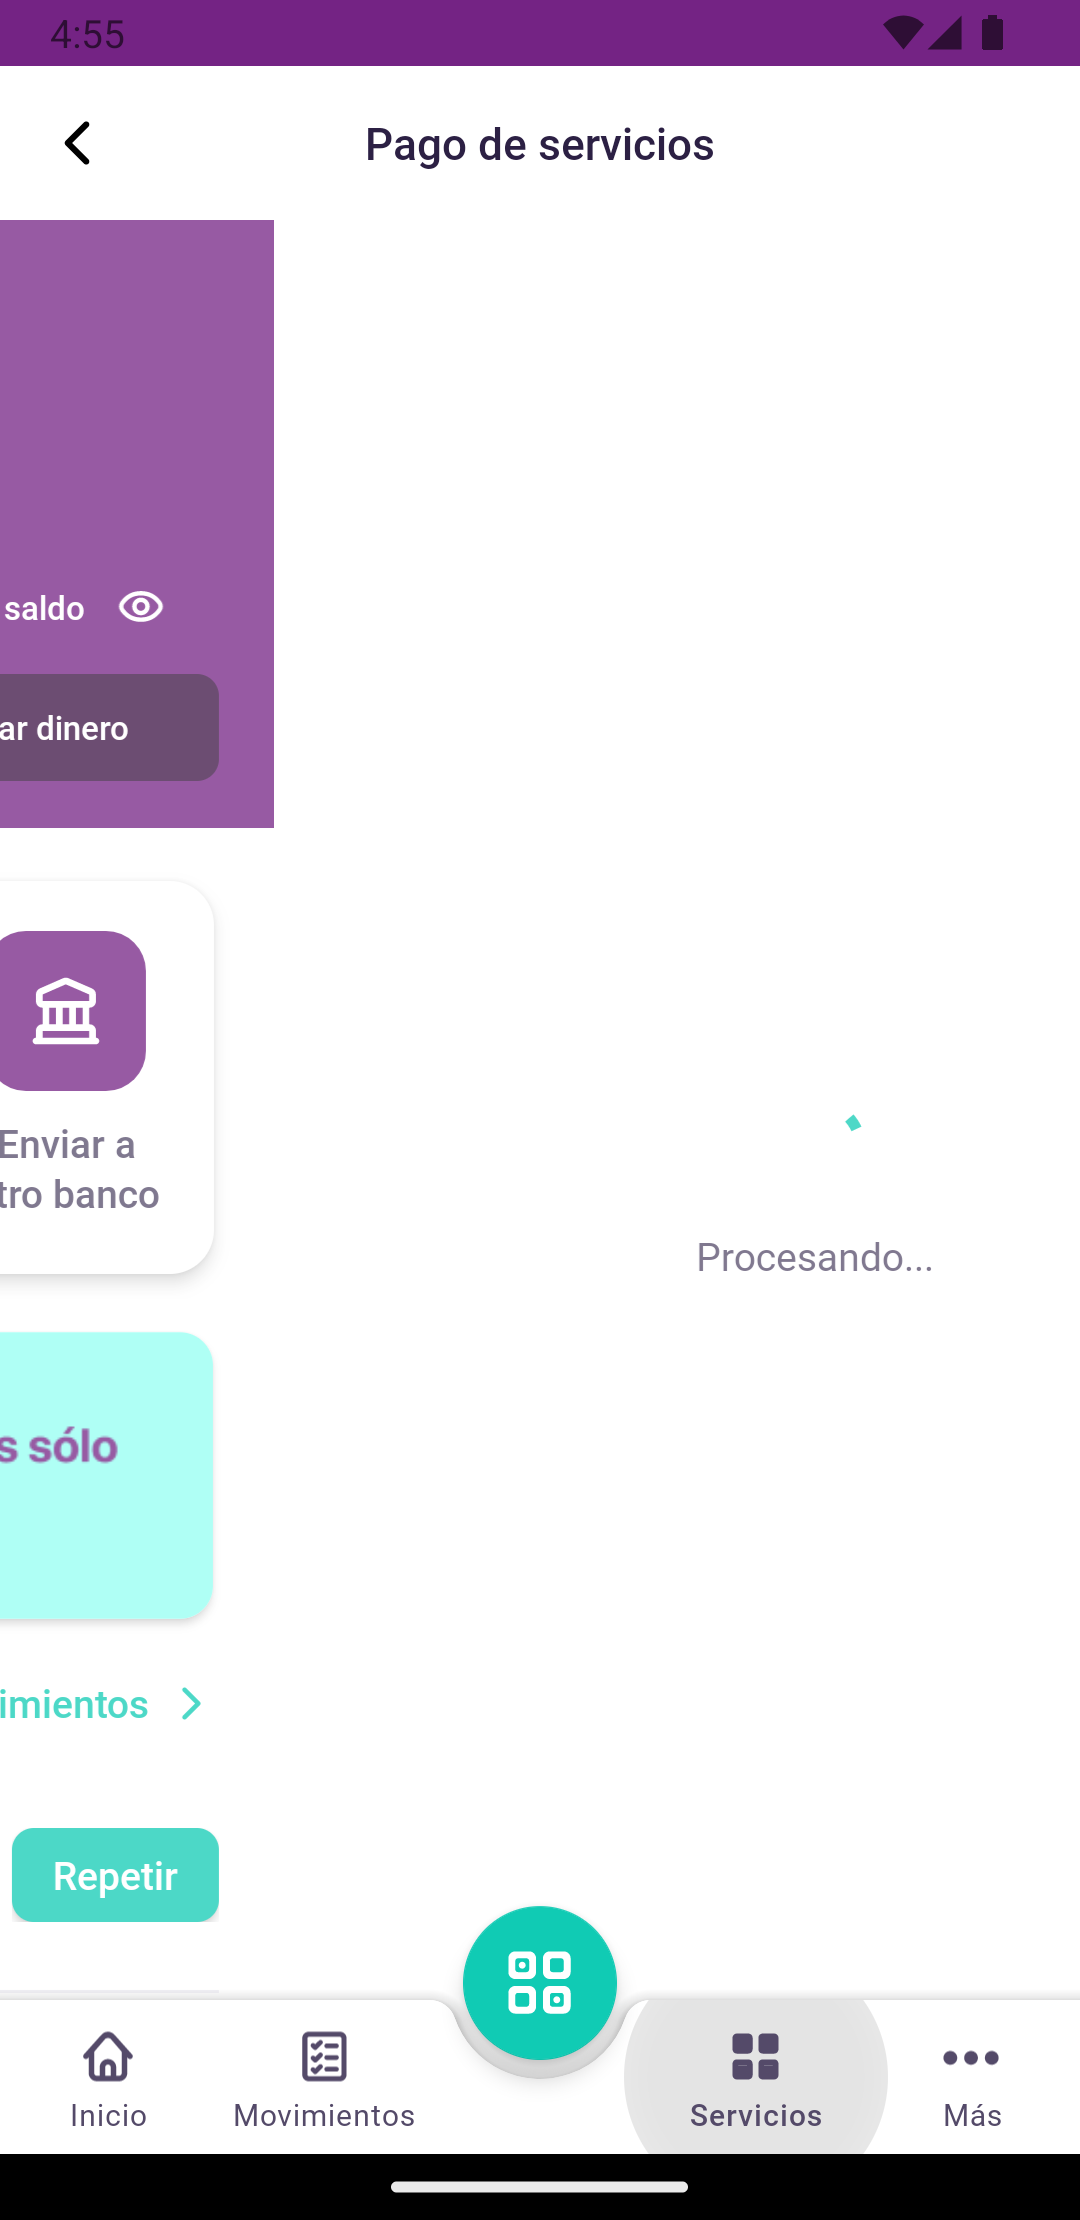 4:55
Pago de servicios
saldo
ar dinero
Enviar a
tro banco
Procesando...
s sólo
imientos
Repetir
Inicio
Movimientos
Servicios
Más